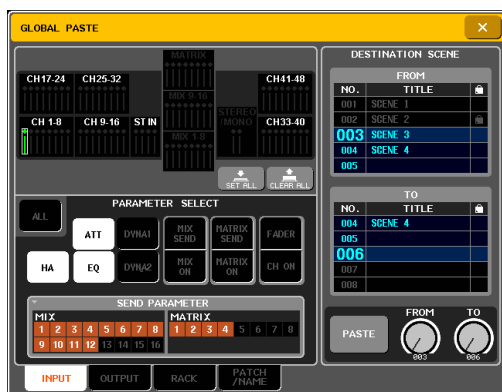 GLOBAL PASTE
MATRIX
CH17-24 CH25-32 CH41-48
MIX 9-16
STEREO
/MONO
CH 1-8 CH 9-16 ST IN CH33-40
MIX 1-8
SET ALL CLEAR ALL
PARAMETER SELECT
ALL
ATT DYNA1 MIX SEND MATRIX SEND FADER
HA EQ DYNA2 MIX ON MATRIX ON CH ON
SEND PARAMETER
MIX MATRIX
1 2 3 4 5 6 7 8 1 2 3 4 5 6 7 8
9 10 11 12 13 14 15 16
DESTINATION SCENE
FROM
NO. TITLE
001 SCENE 1
002 SCENE 2
003 SCENE 3
004 SCENE 4
005
TO
NO. TITLE
004 SCENE 4
005
006
007
008
PASTE FROM TO
003 006
INPUT OUTPUT RACK PATCH
/NAME